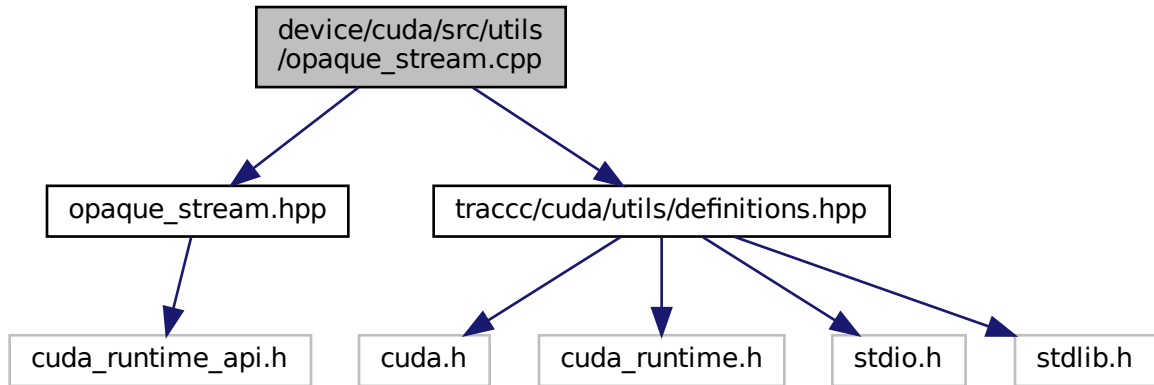 device/cuda/src/utils
/opaque_stream.cpp
opaque_stream.hpp
traccc/cuda/utils/definitions.hpp
cuda_runtime_api.h
cuda.h
cuda_runtime.h
stdio.h
stdlib.h